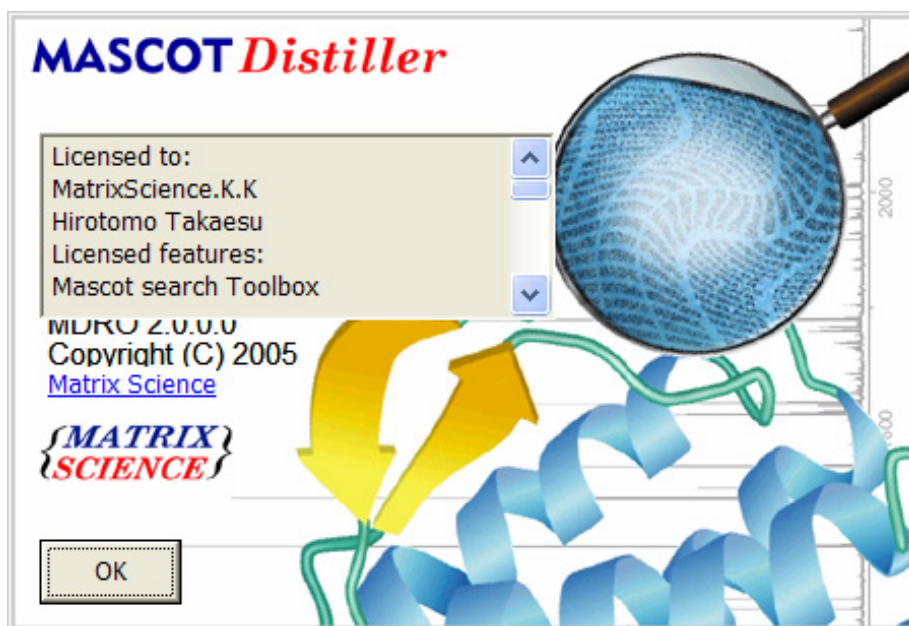 MASCOT Distiller
Licensed to:
MatrixScience.K.K
Hirotomo Takaesu
Licensed features:
Mascot search Toolbox
MDRO 2.0.0.0
Copyright (C) 2005
Matrix Science
{MATRIX
{SCIENCE}
OK
2000